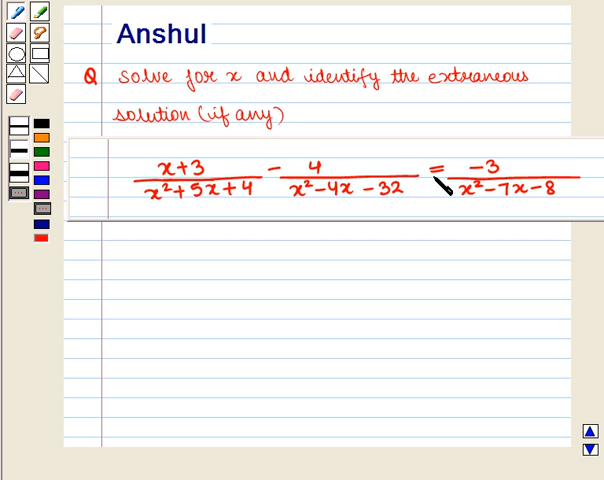 Anshul
Q solve for x and identify the extraneous
solution (if any)
x+3 / x²+5x+4 - 4 / x²-4x-32 = -3 / x²-7x-8